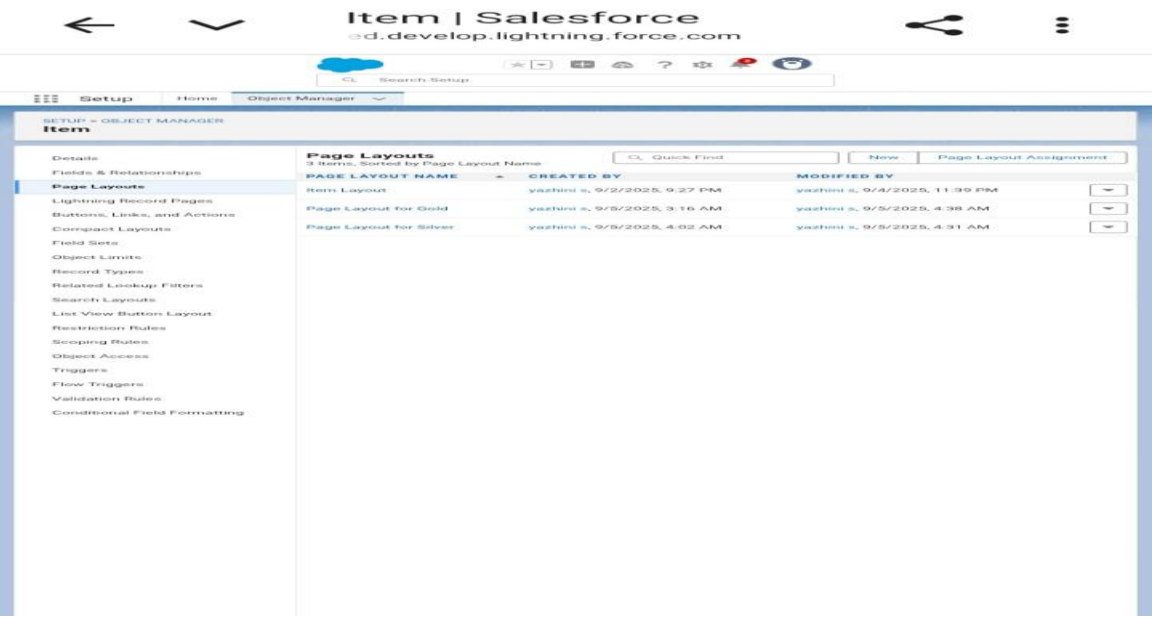 Item | Salesforce
ed.develop.lightning.force.com
Search Setup
Setup Home Object Manager
SETUP > OBJECT MANAGER
Item
Details
Fields & Relationships
Page Layouts
Lightning Record Pages
Buttons, Links, and Actions
Compact Layouts
Field Sets
Object Limits
Record Types
Related Lookup Filters
Search Layouts
List View Button Layout
Restriction Rules
Scoping Rules
Object Access
Triggers
Flow Triggers
Validation Rules
Conditional Field Formatting
Page Layouts
3 Items, Sorted by Page Layout Name
Quick Find
New Page Layout Assignment
PAGE LAYOUT NAME CREATED BY MODIFIED BY
Item Layout yazhini s, 9/2/2025, 9:27 PM yazhini s, 9/4/2025, 11:39 PM
Page Layout for Gold yazhini s, 9/5/2025, 3:16 AM yazhini s, 9/5/2025, 4:38 AM
Page Layout for Silver yazhini s, 9/5/2025, 4:02 AM yazhini s, 9/5/2025, 4:31 AM